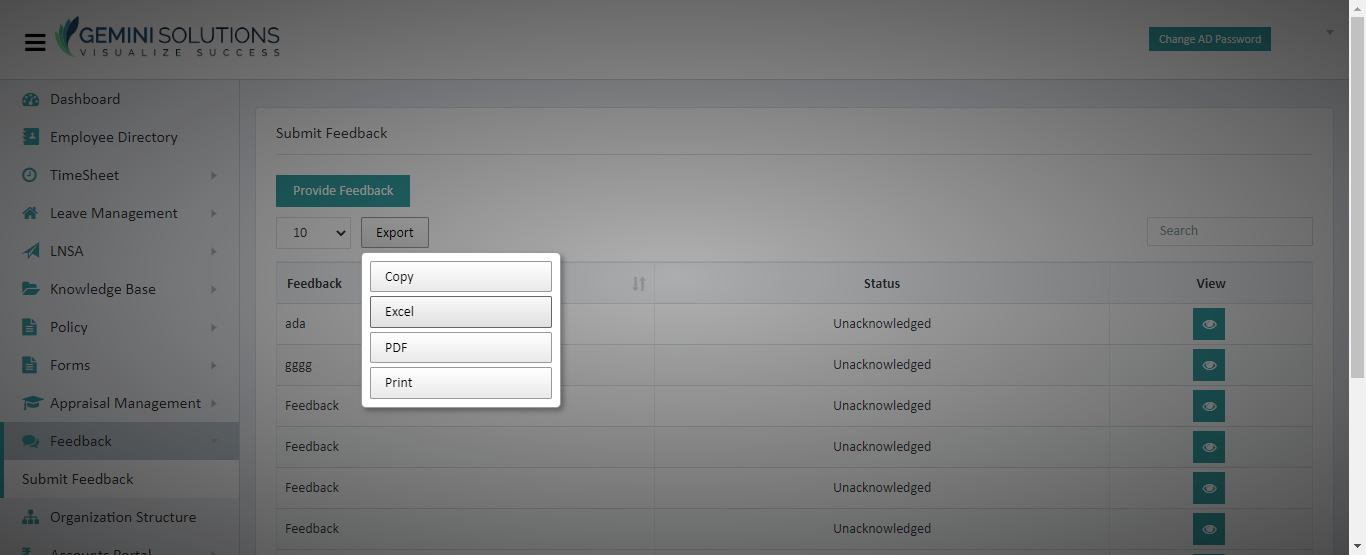 GEMINI SOLUTIONS
VISUALIZE SUCCESS
Change AD Password
Dashboard
Employee Directory
TimeSheet
Leave Management
LNSA
Knowledge Base
Policy
Forms
Appraisal Management
Feedback
Submit Feedback
Organization Structure
Accounts Portal
Submit Feedback
Provide Feedback
10
Export
Search
Copy
Excel
PDF
Print
Feedback Status View
ada Unacknowledged
gggg Unacknowledged
Feedback Unacknowledged
Feedback Unacknowledged
Feedback Unacknowledged
Feedback Unacknowledged